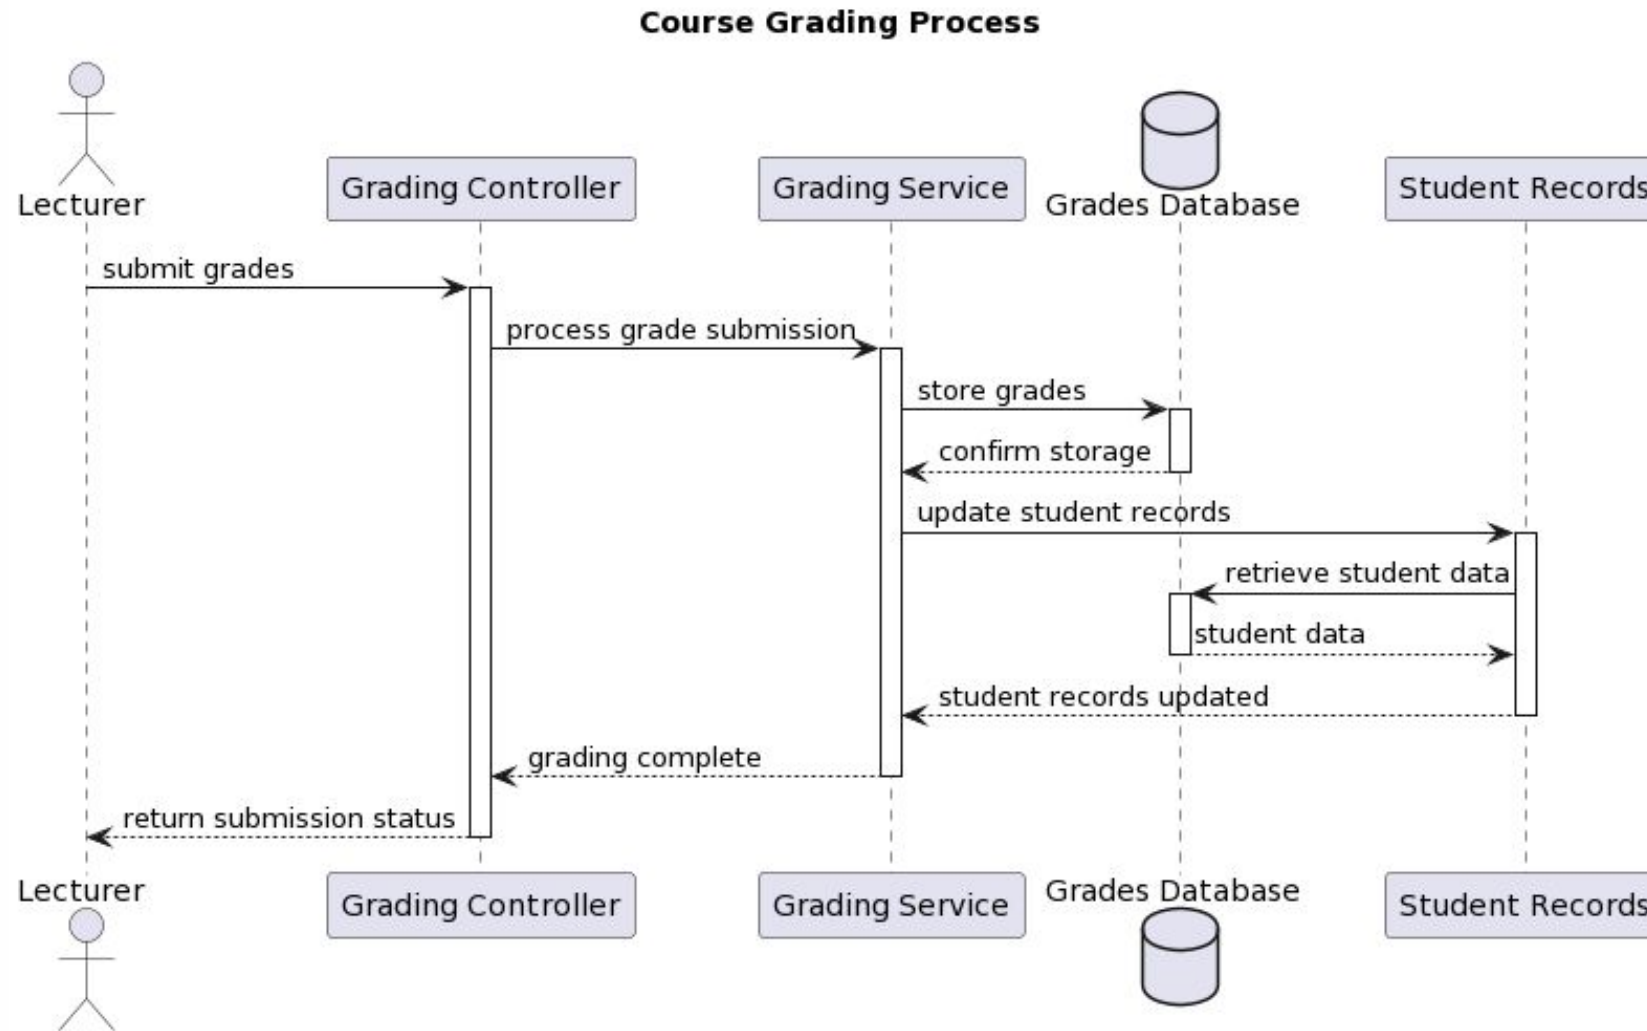 Course Grading Process
Lecturer
Grading Controller
Grading Service
Grades Database
Student Records
submit grades
process grade submission
store grades
confirm storage
update student records
retrieve student data
student data
student records updated
grading complete
return submission status
Lecturer
Grading Controller
Grading Service
Grades Database
Student Records